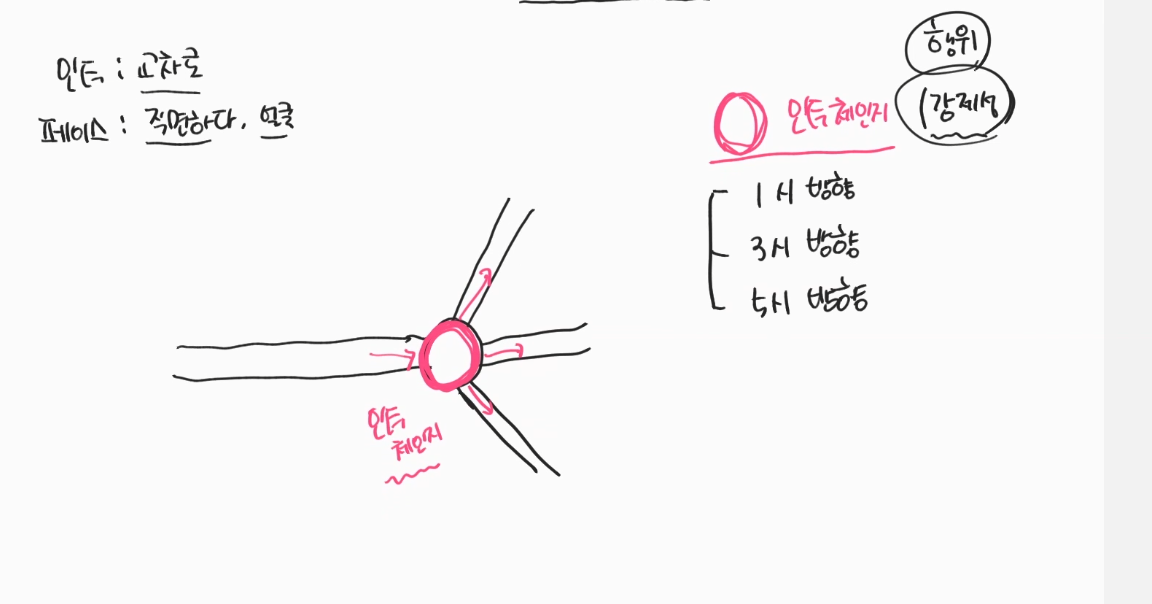 인터 : 교차로
페이스 : 직면하다, 얼굴
행위
인터체인지 (강제성)
1시 방향
3시 방향
5시 방향
인터
체인지